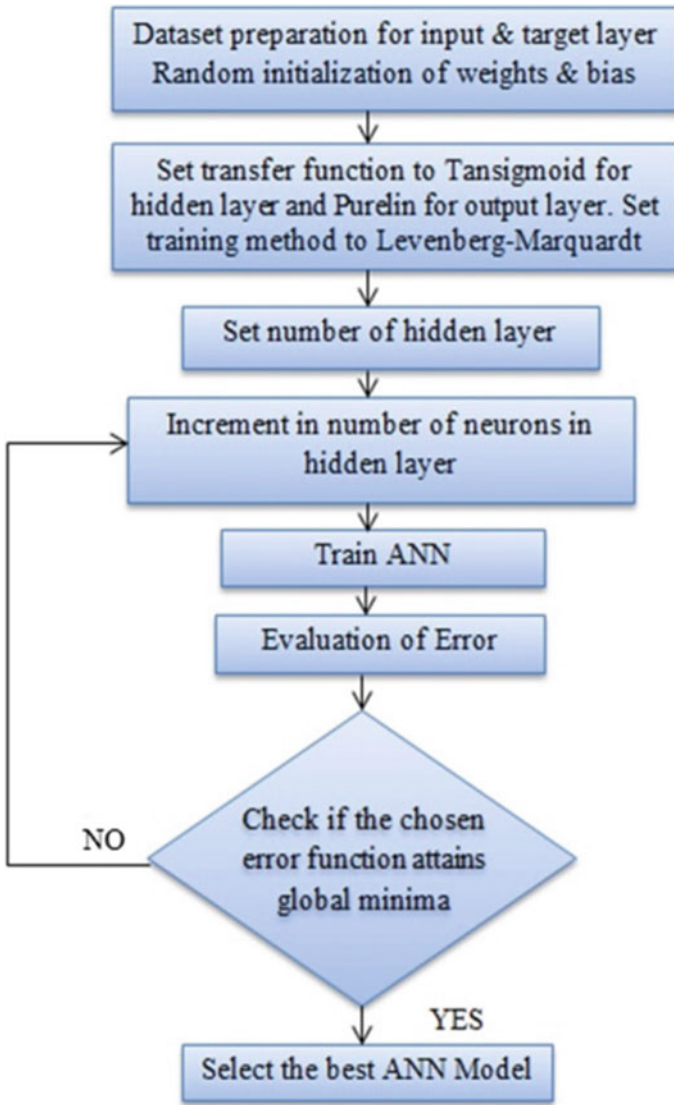 Dataset preparation for input & target layer
Random initialization of weights & bias
Set transfer function to Tansigmoid for
hidden layer and Purelin for output layer. Set
training method to Levenberg-Marquardt
Set number of hidden layer
Increment in number of neurons in
hidden layer
Train ANN
Evaluation of Error
Check if the chosen
error function attains
global minima
NO
YES
Select the best ANN Model